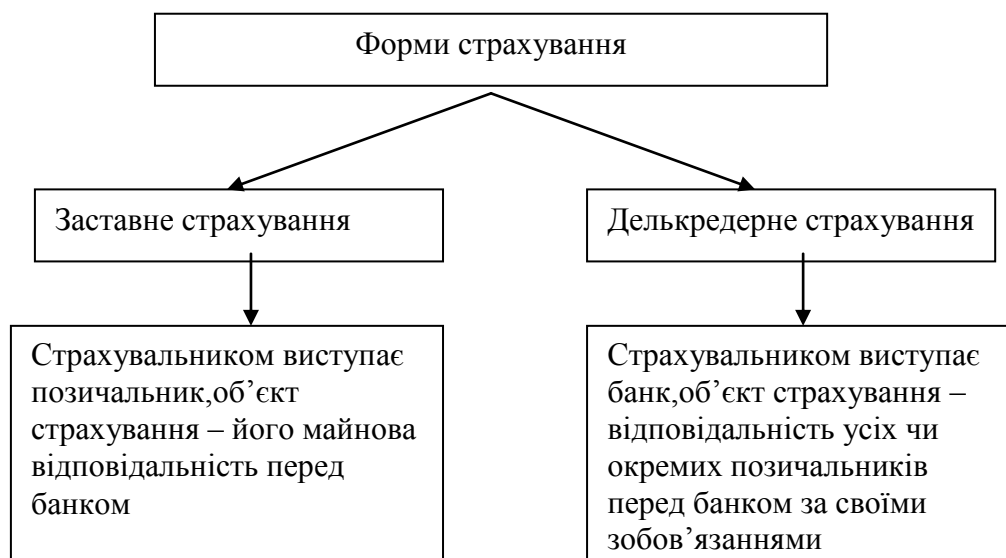 Форми страхування
Заставне страхування
Делькредерне страхування
Страхувальником виступає
позичальник,об’єкт
страхування – його майнова
відповідальність перед
банком
Страхувальником виступає
банк,об’єкт страхування –
відповідальність усіх чи
окремих позичальників
перед банком за своїми
зобов’язаннями